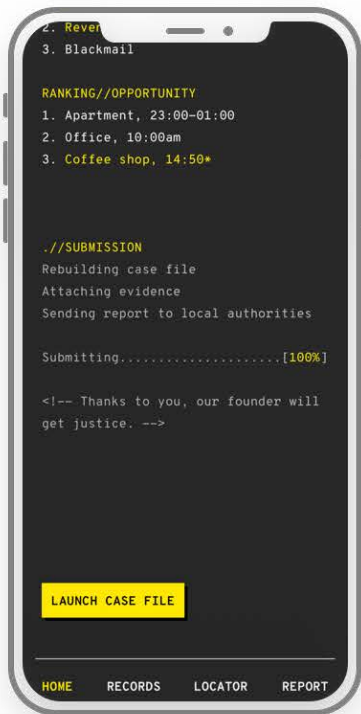 2. Reven
3. Blackmail
RANKING//OPPORTUNITY
1. Apartment, 23:00-01:00
2. Office, 10:00am
3. Coffee shop, 14:50*
.//SUBMISSION
Rebuilding case file
Attaching evidence
Sending report to local authorities
Submitting......................[100%]
<!-- Thanks to you, our founder will
get justice. -->
LAUNCH CASE FILE
HOME RECORDS LOCATOR REPORT